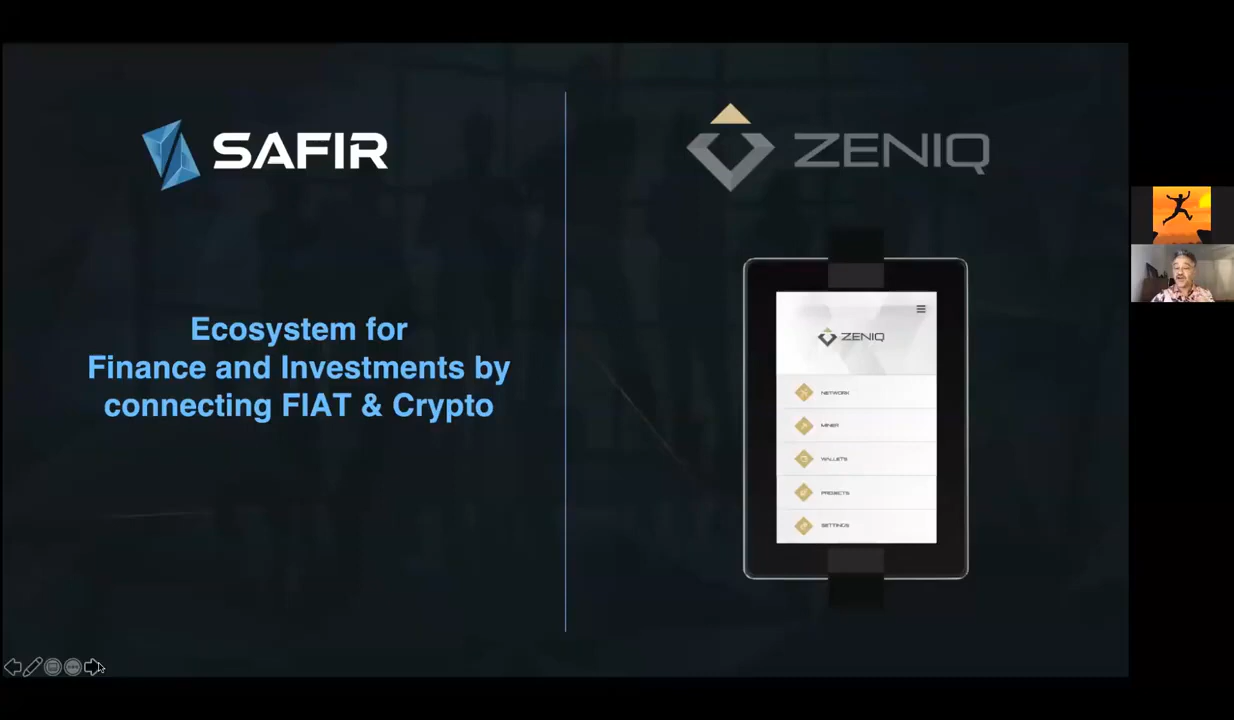 SAFIR
Ecosystem for
Finance and Investments by
connecting FIAT & Crypto
ZENIQ
ZENIQ
NETWORK
MINER
WALLETS
PROJECTS
SETTINGS